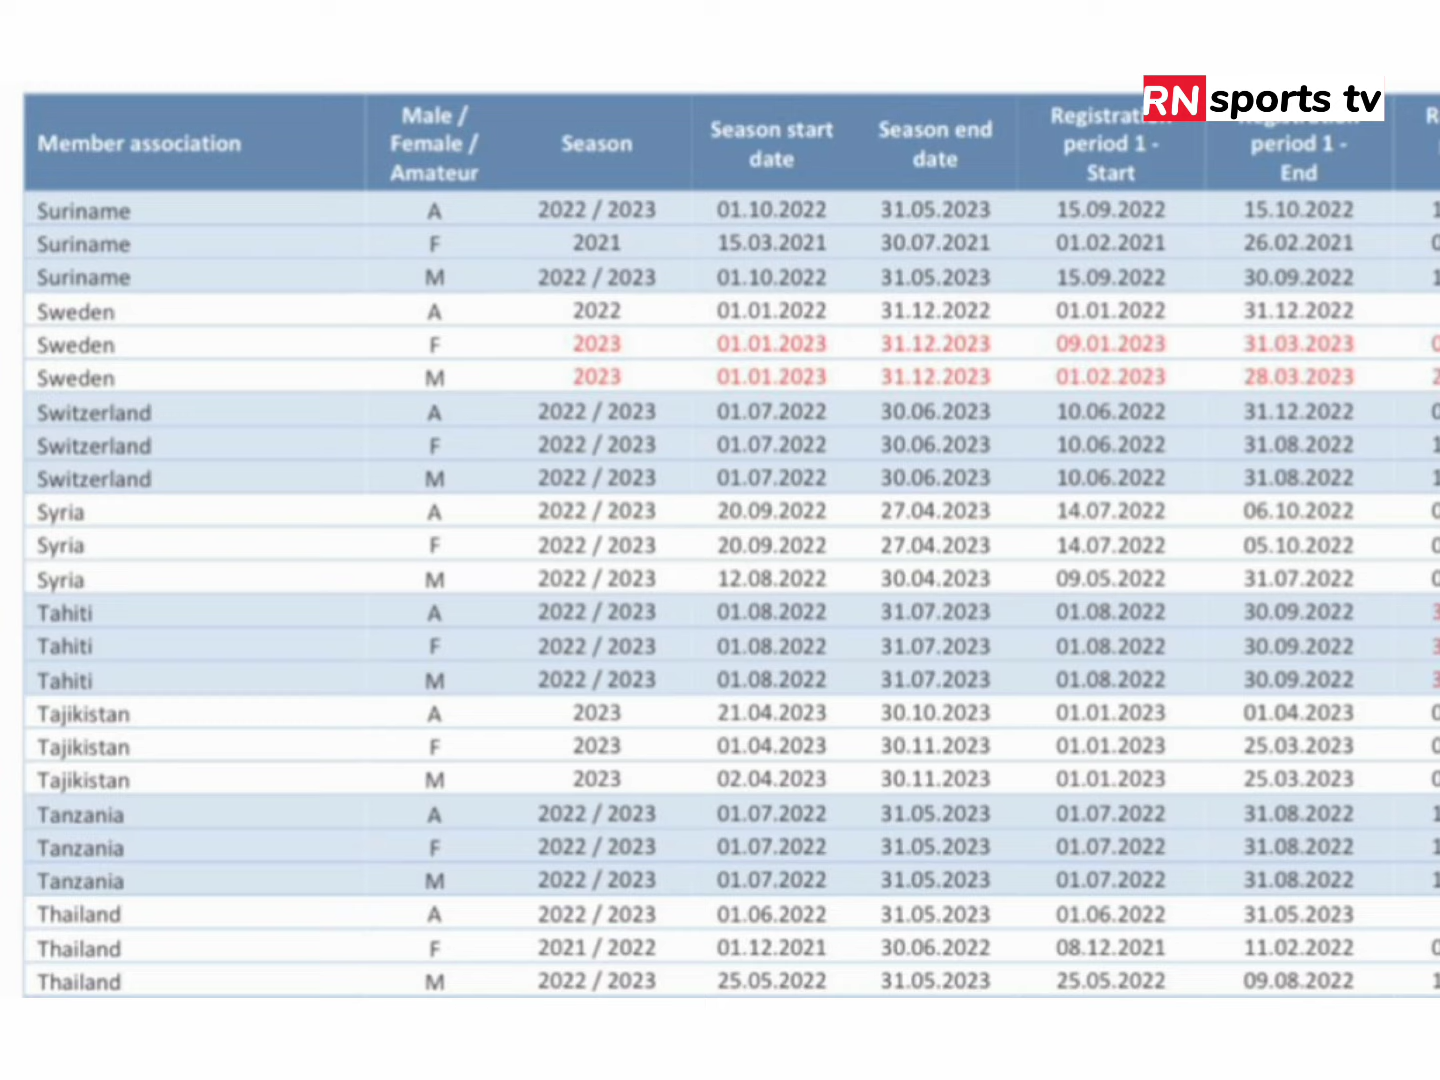 RN sports tv
Member association Male / Female / Amateur Season Season start date Season end date period 1 - Start period 1 - End
Suriname A 2022 / 2023 01.10.2022 31.05.2023 15.09.2022 15.10.2022
Suriname F 2021 15.03.2021 30.07.2021 01.02.2021 26.02.2021
Suriname M 2022 / 2023 01.10.2022 31.05.2023 15.09.2022 30.09.2022
Sweden A 2022 01.01.2022 31.12.2022 01.01.2022 31.12.2022
Sweden F 2023 01.01.2023 31.12.2023 09.01.2023 31.03.2023
Sweden M 2023 01.01.2023 31.12.2023 01.02.2023 28.03.2023
Switzerland A 2022 / 2023 01.07.2022 30.06.2023 10.06.2022 31.12.2022
Switzerland F 2022 / 2023 01.07.2022 30.06.2023 10.06.2022 31.08.2022
Switzerland M 2022 / 2023 01.07.2022 30.06.2023 10.06.2022 31.08.2022
Syria A 2022 / 2023 20.09.2022 27.04.2023 14.07.2022 06.10.2022
Syria F 2022 / 2023 20.09.2022 27.04.2023 14.07.2022 05.10.2022
Syria M 2022 / 2023 12.08.2022 30.04.2023 09.05.2022 31.07.2022
Tahiti A 2022 / 2023 01.08.2022 31.07.2023 01.08.2022 30.09.2022
Tahiti F 2022 / 2023 01.08.2022 31.07.2023 01.08.2022 30.09.2022
Tahiti M 2022 / 2023 01.08.2022 31.07.2023 01.08.2022 30.09.2022
Tajikistan A 2023 21.04.2023 30.10.2023 01.01.2023 01.04.2023
Tajikistan F 2023 01.04.2023 30.11.2023 01.01.2023 25.03.2023
Tajikistan M 2023 02.04.2023 30.11.2023 01.01.2023 25.03.2023
Tanzania A 2022 / 2023 01.07.2022 31.05.2023 01.07.2022 31.08.2022
Tanzania F 2022 / 2023 01.07.2022 31.05.2023 01.07.2022 31.08.2022
Tanzania M 2022 / 2023 01.07.2022 31.05.2023 01.07.2022 31.08.2022
Thailand A 2022 / 2023 01.06.2022 31.05.2023 01.06.2022 31.05.2023
Thailand F 2021 / 2022 01.12.2021 30.06.2022 08.12.2021 11.02.2022
Thailand M 2022 / 2023 25.05.2022 31.05.2023 25.05.2022 09.08.2022